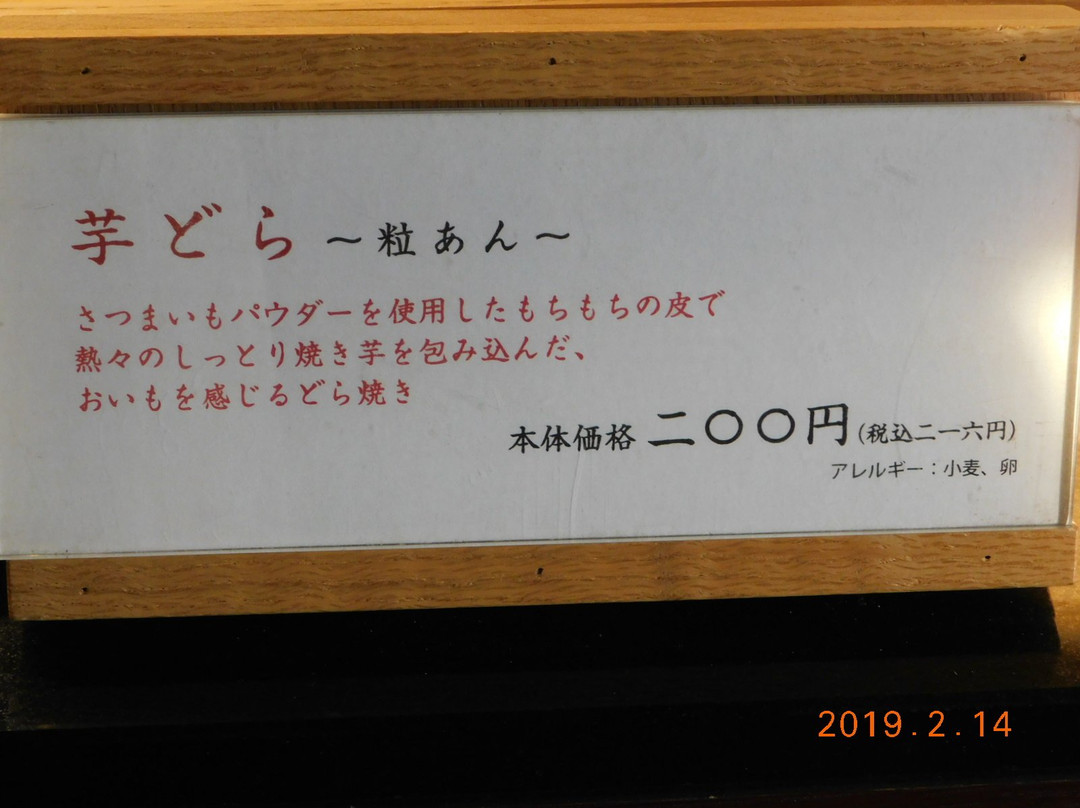 芋どら ～粒あん～
さつまいもパウダーを使用したもちもちの皮で
熱々のしっとり焼き芋を包み込んだ、
おいもを感じるどら焼き
本体価格 二〇〇円(税込二一六円)
アレルギー：小麦、卵
2019.2.14